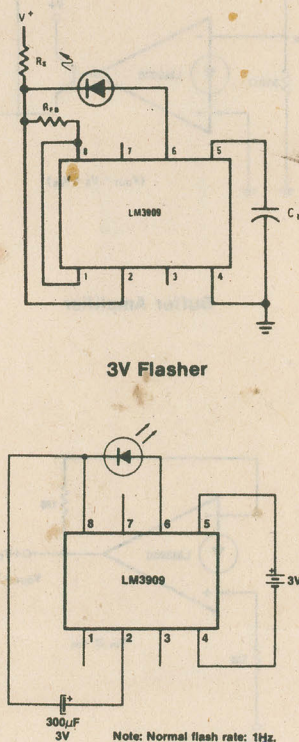 V+
RS
RFB
8 7 6 5
LM3909
1 2 3 4
3V Flasher
8 7 6 5
LM3909
3V
1 2 3 4
+
300μF
3V
Note: Normal flash rate: 1Hz.